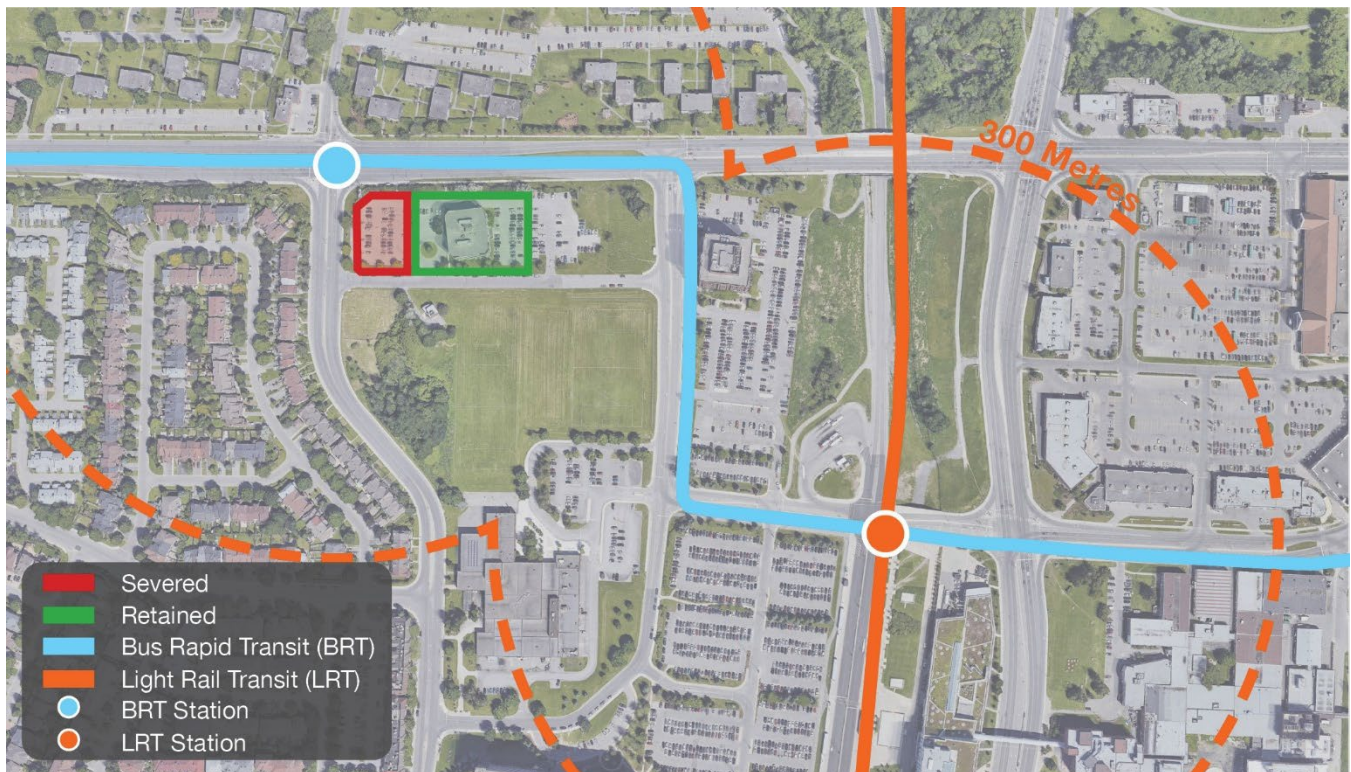 300 Metres
Severed
Retained
Bus Rapid Transit (BRT)
Light Rail Transit (LRT)
BRT Station
LRT Station